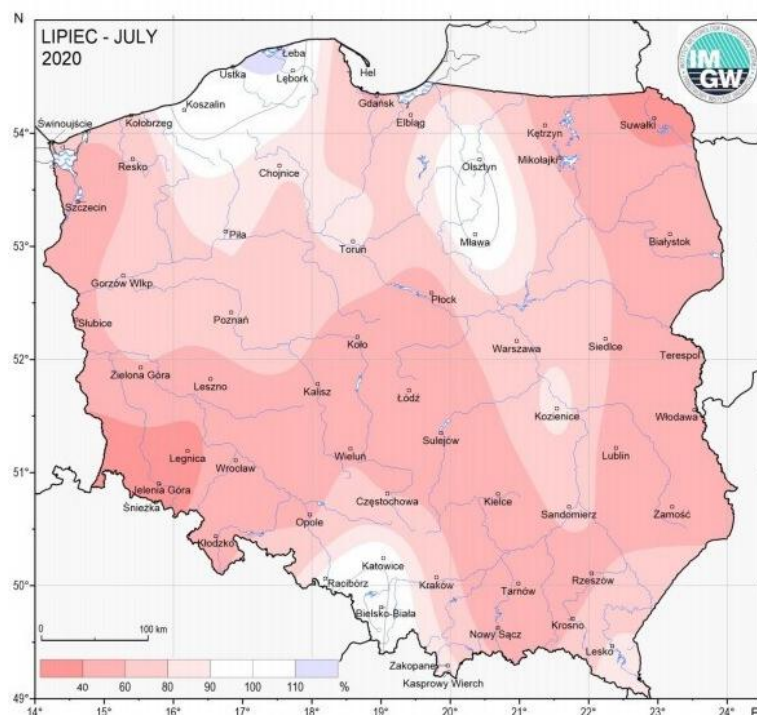 N
LIPIEC - JULY
2020
IM
GW
Łeba
Ustka
Lębork
Hel
Koszalin
Gdańsk
Elbląg
Świnoujście
Kołobrzeg
54°
Kętrzyn
Suwałki
Resko
Chojnice
Olsztyn
Mikołajki
Szczecin
Piła
Toruń
Mława
Białystok
53°
Gorzów Wlkp.
Płock
Słubice
Poznań
Koło
Warszawa
Siedlce
Terespol
52°
Zielona Góra
Leszno
Kalisz
Łódź
Kozienice
Włodawa
Sulejów
Legnica
Wrocław
Wieluń
Lublin
51°
Jelenia Góra
Śnieżka
Częstochowa
Kielce
Sandomierz
Zamość
Opole
Kłodzko
Katowice
Racibórz
Kraków
Tarnów
Rzeszów
50°
Bielsko-Biała
Nowy Sącz
Krosno
Lesko
0 100 km
Zakopane
Kasprowy Wierch
40 60 80 90 100 110 %
49°
14° 15° 16° 17° 18° 19° 20° 21° 22° 23° 24° E